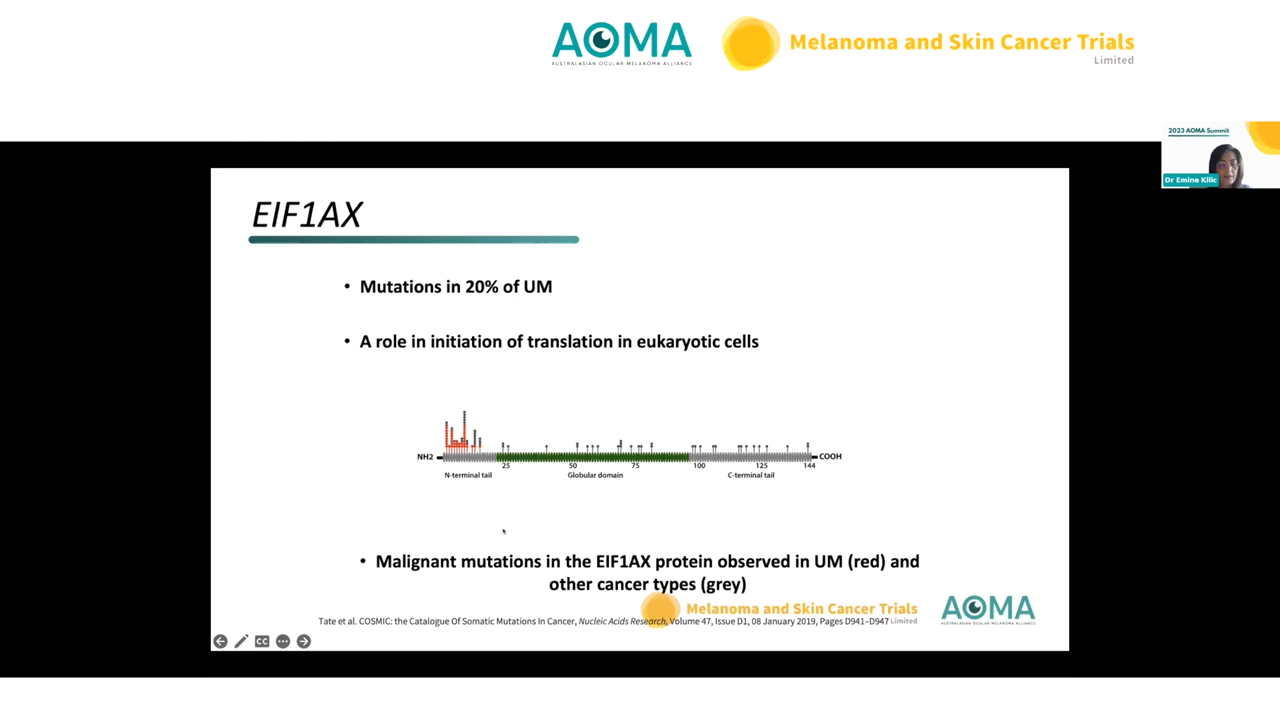 AOMA
AUSTRALASIAN OCULAR MELANOMA ALLIANCE
Melanoma and Skin Cancer Trials
Limited
2023 AOMA Summit
Dr Emine Kilic
EIF1AX
• Mutations in 20% of UM
• A role in initiation of translation in eukaryotic cells
NH2
COOH
25 50 75 100 125 144
N-terminal tail Globular domain C-terminal tail
• Malignant mutations in the EIF1AX protein observed in UM (red) and
other cancer types (grey)
Melanoma and Skin Cancer Trials
Limited
AOMA
AUSTRALASIAN OCULAR MELANOMA ALLIANCE
Tate et al. COSMIC: the Catalogue Of Somatic Mutations In Cancer, Nucleic Acids Research, Volume 47, Issue D1, 08 January 2019, Pages D941–D947
CC